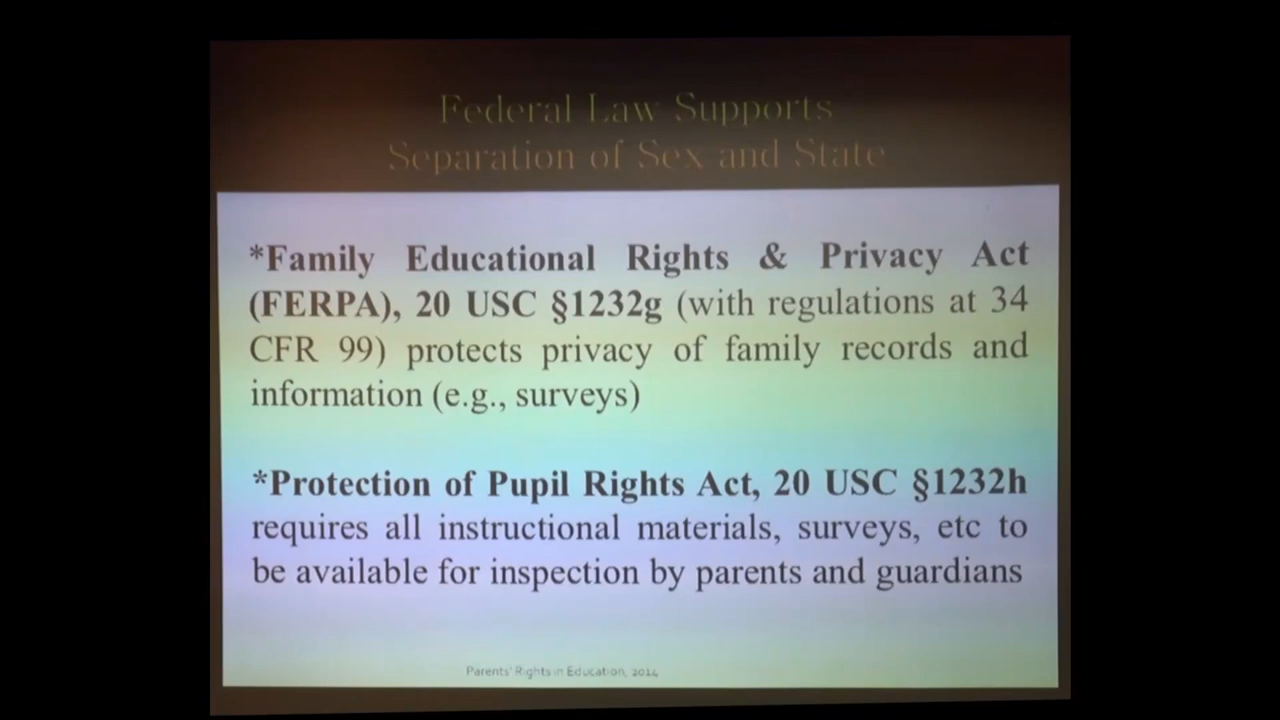 Federal Law Supports
Separation of Sex and State
*Family Educational Rights & Privacy Act
(FERPA), 20 USC §1232g (with regulations at 34
CFR 99) protects privacy of family records and
information (e.g., surveys)
*Protection of Pupil Rights Act, 20 USC §1232h
requires all instructional materials, surveys, etc to
be available for inspection by parents and guardians
Parents' Rights in Education, 2014